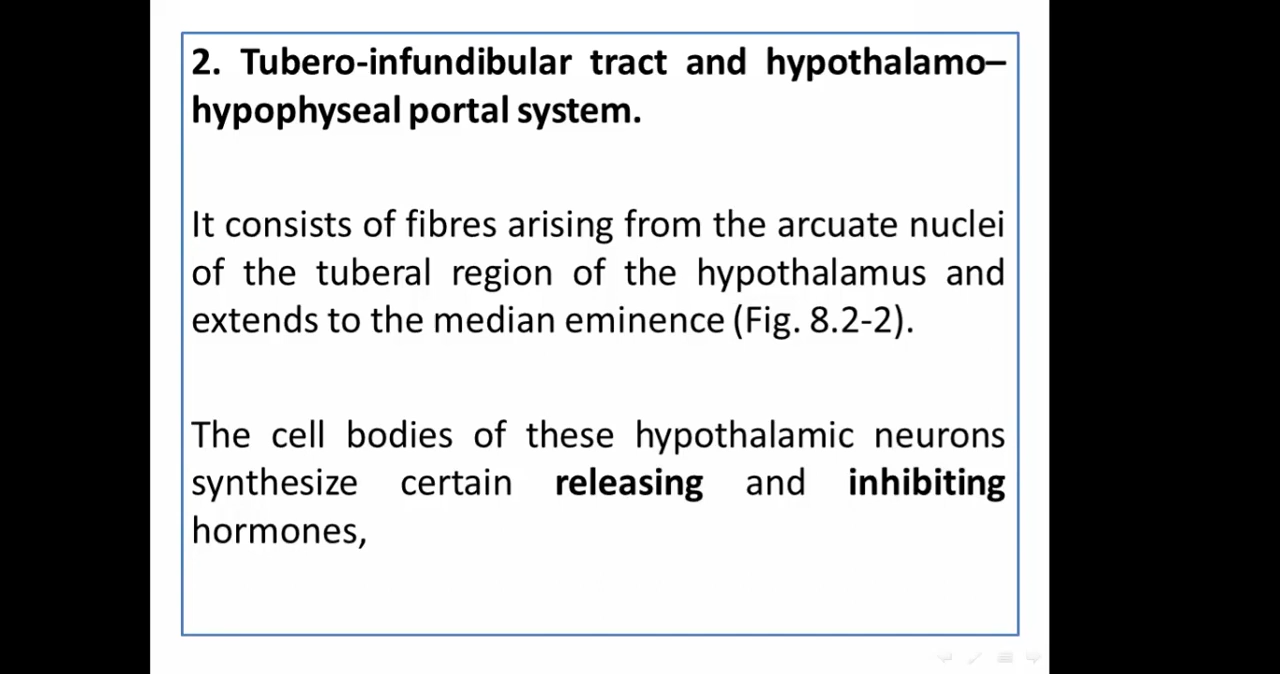 2. Tubero-infundibular tract and hypothalamo–
hypophyseal portal system.
It consists of fibres arising from the arcuate nuclei
of the tuberal region of the hypothalamus and
extends to the median eminence (Fig. 8.2-2).
The cell bodies of these hypothalamic neurons
synthesize certain releasing and inhibiting
hormones,